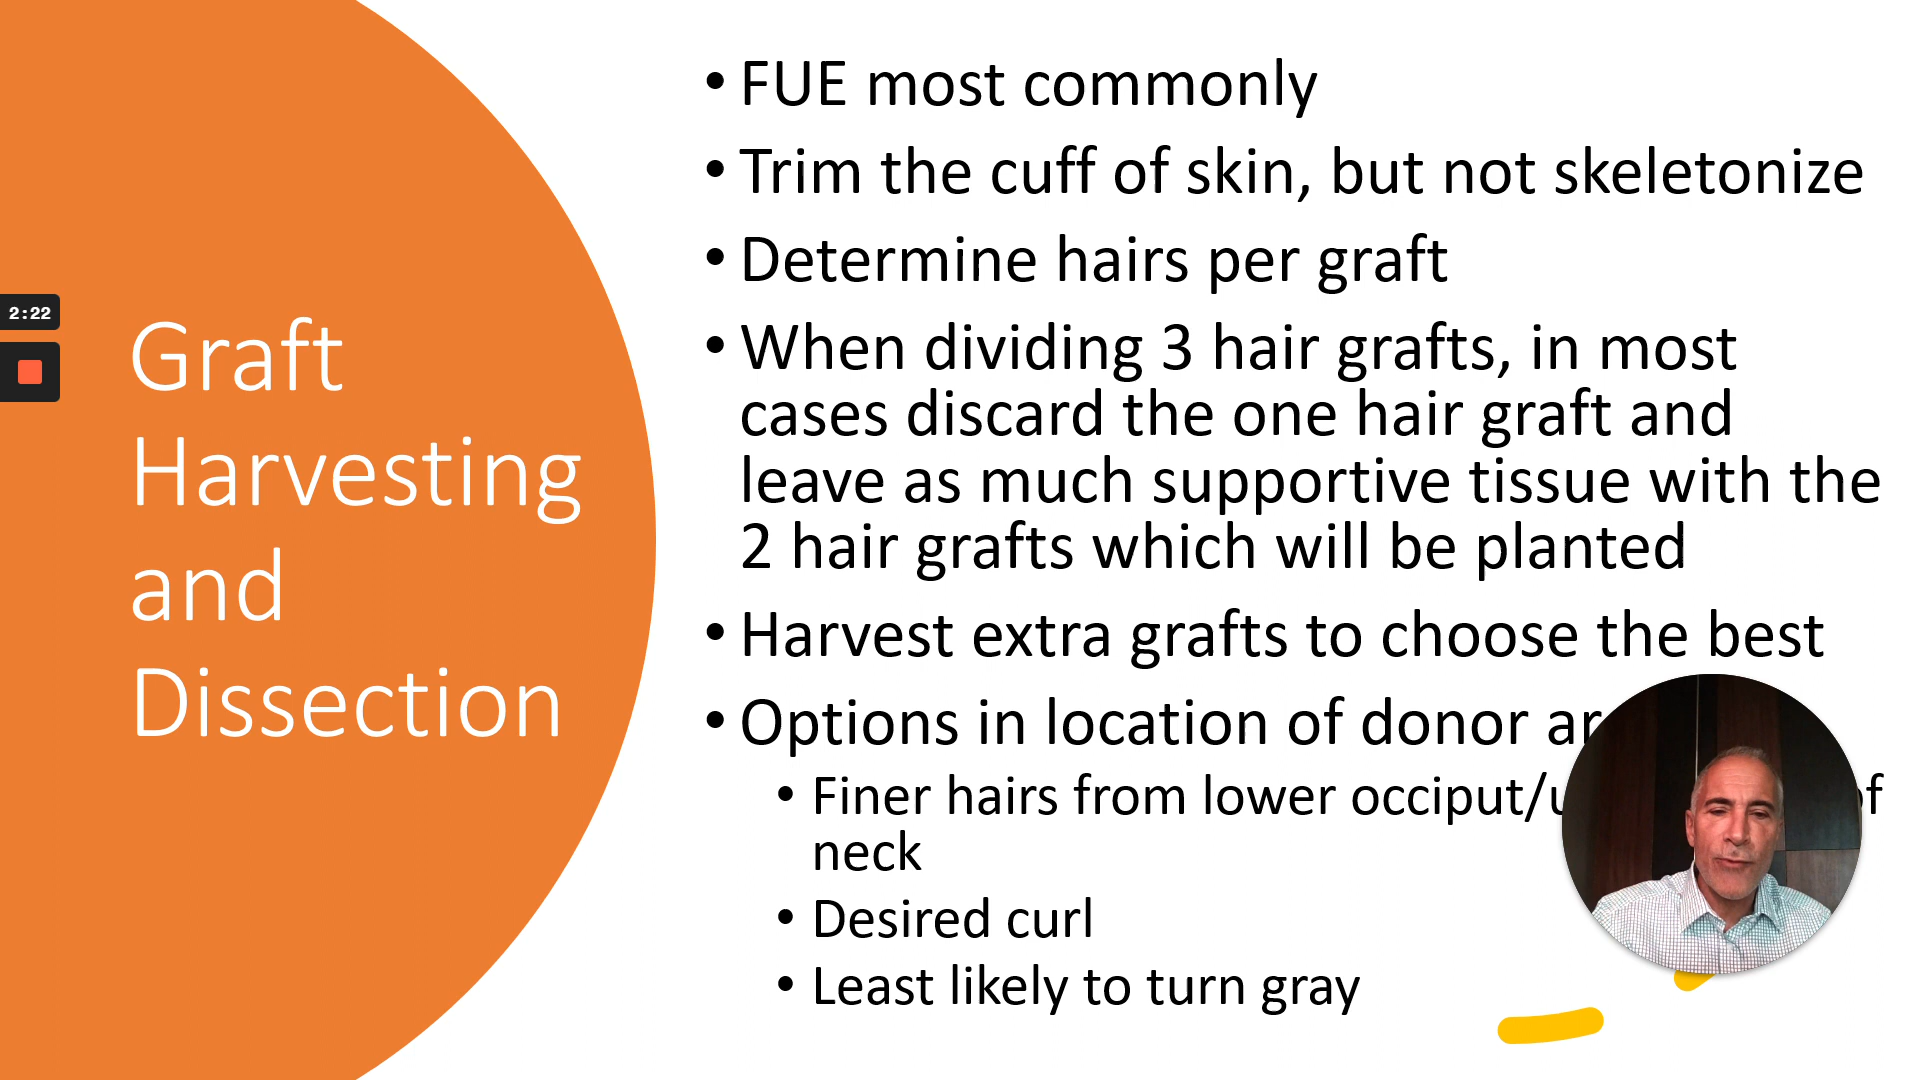 2:22
Graft
Harvesting
and
Dissection
• FUE most commonly
• Trim the cuff of skin, but not skeletonize
• Determine hairs per graft
• When dividing 3 hair grafts, in most
cases discard the one hair graft and
leave as much supportive tissue with the
2 hair grafts which will be planted
• Harvest extra grafts to choose the best
• Options in location of donor
• Finer hairs from lower occiput/
neck
• Desired curl
• Least likely to turn gray